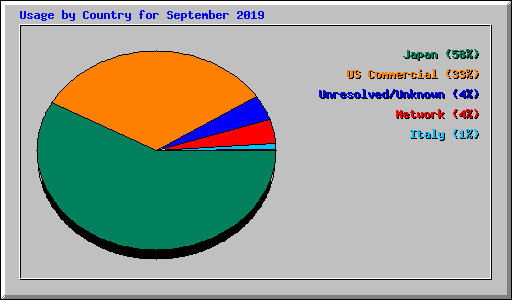 Usage by Country for September 2019
Japan (58%)
US Commercial (33%)
Unresolved/Unknown (4%)
Network (4%)
Italy (1%)